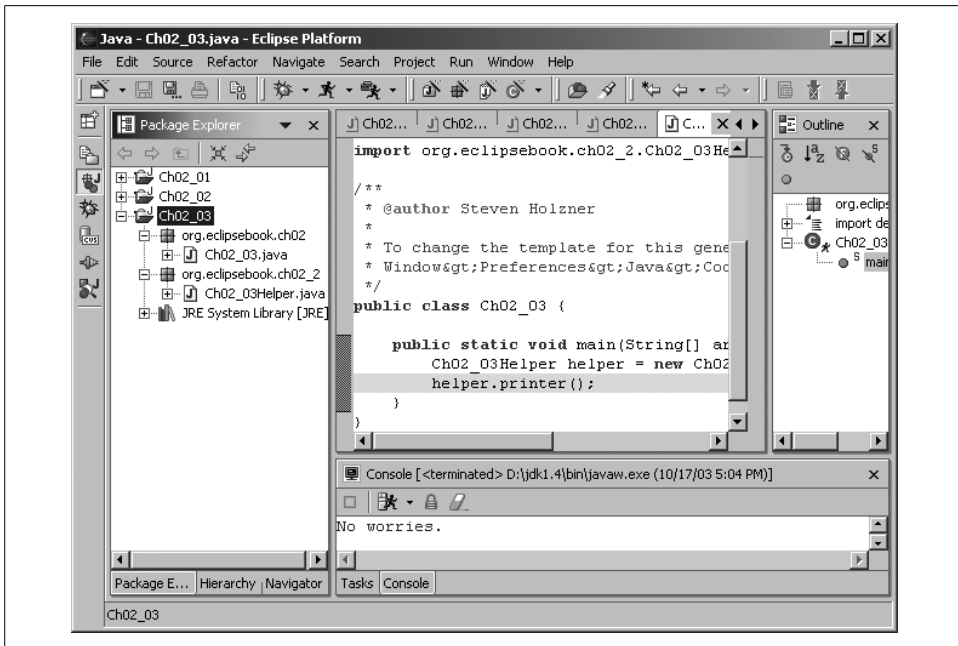 Java - Ch02_03.java - Eclipse Platform
File Edit Source Refactor Navigate Search Project Run Window Help
Package Explorer
Ch02_01
Ch02_02
Ch02_03
org.eclipsebook.ch02
Ch02_03.java
org.eclipsebook.ch02_2
Ch02_03Helper.java
JRE System Library [JRE]
Package E... Hierarchy Navigator
Ch02... Ch02... Ch02... Ch02... C...
import org.eclipsebook.ch02_2.Ch02_03He
/**
* @author Steven Holzner
*
* To change the template for this gene
* Window&gt;Preferences&gt;Java&gt;Coc
*/
public class Ch02_03 {
public static void main(String[] ar
Ch02_03Helper helper = new Ch02
helper.printer();
}
}
Outline
org.eclips
import de
Ch02_03
main
Console [<terminated> D:\jdk1.4\bin\javaw.exe (10/17/03 5:04 PM)]
No worries.
Tasks Console
Ch02_03